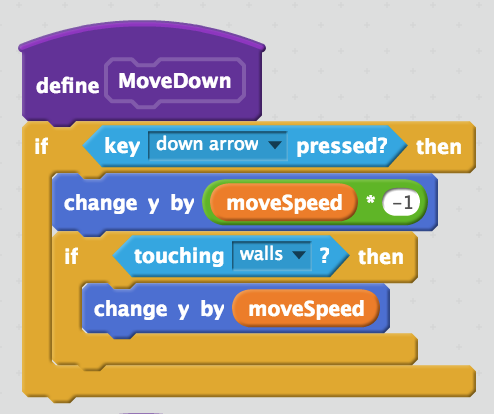 define MoveDown
if key down arrow pressed? then
change y by moveSpeed * -1
if touching walls ? then
change y by moveSpeed